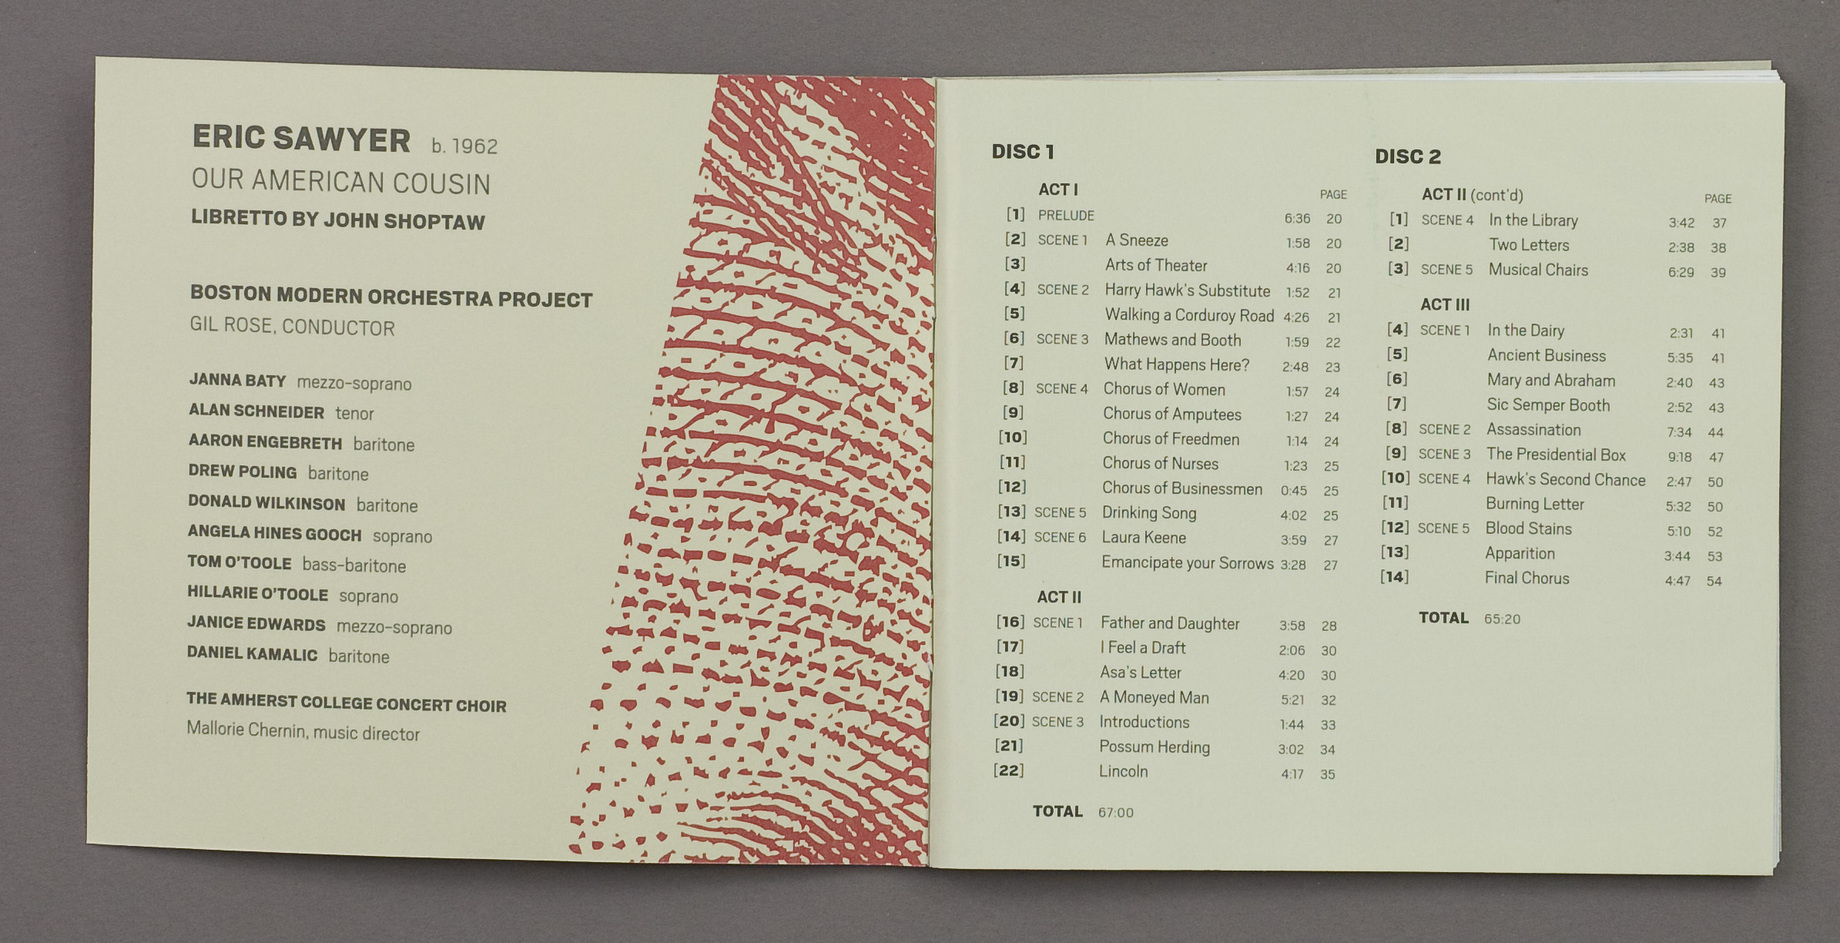 ERIC SAWYER b. 1962
OUR AMERICAN COUSIN
LIBRETTO BY JOHN SHOPTAW
BOSTON MODERN ORCHESTRA PROJECT
GIL ROSE, CONDUCTOR
JANNA BATY mezzo-soprano
ALAN SCHNEIDER tenor
AARON ENGEBRETH baritone
DREW POLING baritone
DONALD WILKINSON baritone
ANGELA HINES GOOCH soprano
TOM O'TOOLE bass-baritone
HILLARIE O'TOOLE soprano
JANICE EDWARDS mezzo-soprano
DANIEL KAMALIC baritone
THE AMHERST COLLEGE CONCERT CHOIR
Mallorie Chernin, music director
DISC 1
ACT I PAGE
[1] PRELUDE 6:36 20
[2] SCENE 1 A Sneeze 1:58 20
[3] Arts of Theater 4:16 20
[4] SCENE 2 Harry Hawk's Substitute 1:52 21
[5] Walking a Corduroy Road 4:26 21
[6] SCENE 3 Mathews and Booth 1:59 22
[7] What Happens Here? 2:48 23
[8] SCENE 4 Chorus of Women 1:57 24
[9] Chorus of Amputees 1:27 24
[10] Chorus of Freedmen 1:14 24
[11] Chorus of Nurses 1:23 25
[12] Chorus of Businessmen 0:45 25
[13] SCENE 5 Drinking Song 4:02 25
[14] SCENE 6 Laura Keene 3:59 27
[15] Emancipate your Sorrows 3:28 27
ACT II
[16] SCENE 1 Father and Daughter 3:58 28
[17] I Feel a Draft 2:06 30
[18] Asa's Letter 4:20 30
[19] SCENE 2 A Moneyed Man 5:21 32
[20] SCENE 3 Introductions 1:44 33
[21] Possum Herding 3:02 34
[22] Lincoln 4:17 35
TOTAL 67:00
DISC 2
ACT II (cont'd) PAGE
[1] SCENE 4 In the Library 3:42 37
[2] Two Letters 2:38 38
[3] SCENE 5 Musical Chairs 6:29 39
ACT III
[4] SCENE 1 In the Dairy 2:31 41
[5] Ancient Business 5:35 41
[6] Mary and Abraham 2:40 43
[7] Sic Semper Booth 2:52 43
[8] SCENE 2 Assassination 7:34 44
[9] SCENE 3 The Presidential Box 9:18 47
[10] SCENE 4 Hawk's Second Chance 2:47 50
[11] Burning Letter 5:32 50
[12] SCENE 5 Blood Stains 5:10 52
[13] Apparition 3:44 53
[14] Final Chorus 4:47 54
TOTAL 65:20